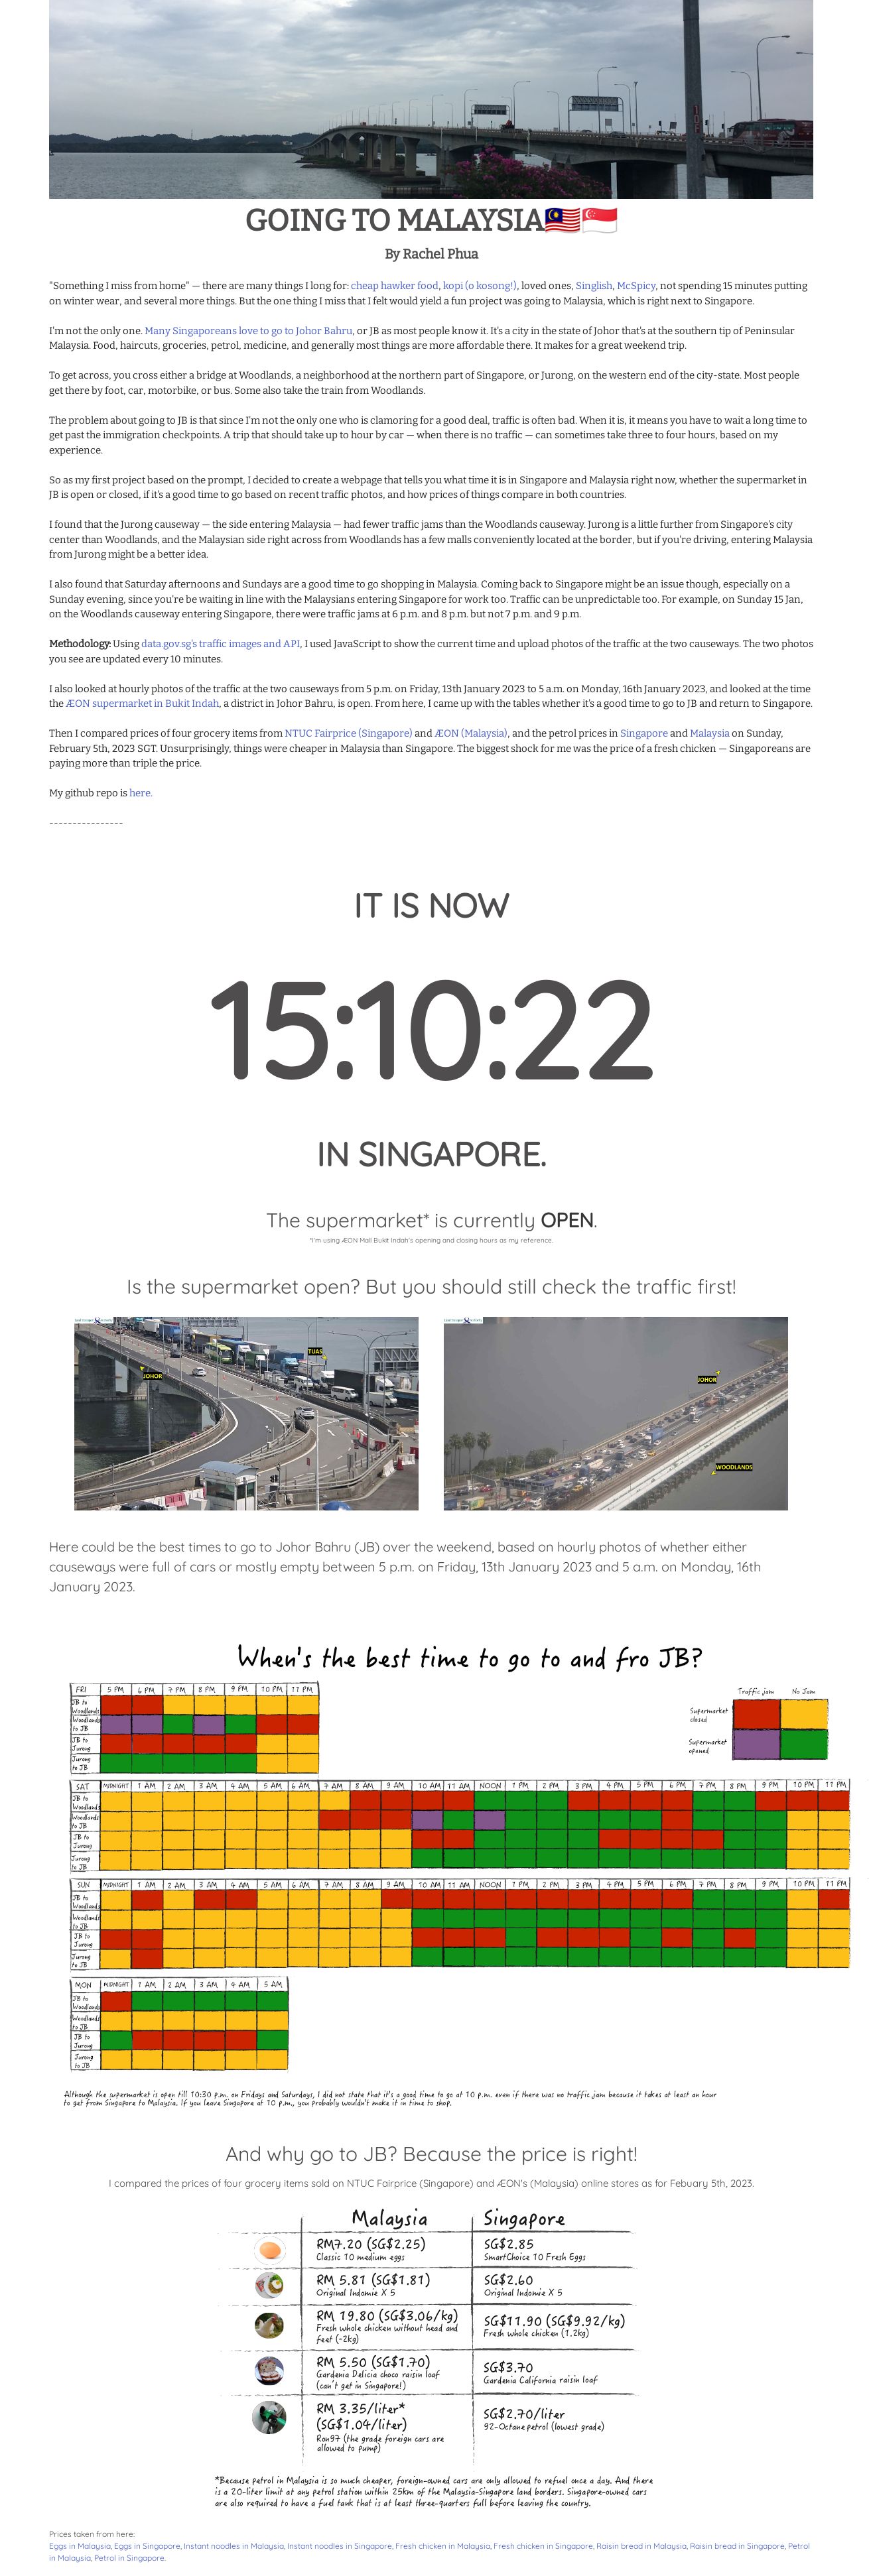 GOING TO MALAYSIA🇲🇾🇸🇬
By Rachel Phua
"Something I miss from home" — there are many things I long for: cheap hawker food, kopi (o kosong!), loved ones, Singlish, McSpicy, not spending 15 minutes putting
on winter wear, and several more things. But the one thing I miss that I felt would yield a fun project was going to Malaysia, which is right next to Singapore.
I'm not the only one. Many Singaporeans love to go to Johor Bahru, or JB as most people know it. It's a city in the state of Johor that's at the southern tip of Peninsular
Malaysia. Food, haircuts, groceries, petrol, medicine, and generally most things are more affordable there. It makes for a great weekend trip.
To get across, you cross either a bridge at Woodlands, a neighborhood at the northern part of Singapore, or Jurong, on the western end of the city-state. Most people
get there by foot, car, motorbike, or bus. Some also take the train from Woodlands.
The problem about going to JB is that since I'm not the only one who is clamoring for a good deal, traffic is often bad. When it is, it means you have to wait a long time to
get past the immigration checkpoints. A trip that should take up to hour by car — when there is no traffic — can sometimes take three to four hours, based on my
experience.
So as my first project based on the prompt, I decided to create a webpage that tells you what time it is in Singapore and Malaysia right now, whether the supermarket in
JB is open or closed, if it's a good time to go based on recent traffic photos, and how prices of things compare in both countries.
I found that the Jurong causeway — the side entering Malaysia — had fewer traffic jams than the Woodlands causeway. Jurong is a little further from Singapore's city
center than Woodlands, and the Malaysian side right across from Woodlands has a few malls conveniently located at the border, but if you're driving, entering Malaysia
from Jurong might be a better idea.
I also found that Saturday afternoons and Sundays are a good time to go shopping in Malaysia. Coming back to Singapore might be an issue though, especially on a
Sunday evening, since you're be waiting in line with the Malaysians entering Singapore for work too. Traffic can be unpredictable too. For example, on Sunday 15 Jan,
on the Woodlands causeway entering Singapore, there were traffic jams at 6 p.m. and 8 p.m. but not 7 p.m. and 9 p.m.
Methodology: Using data.gov.sg's traffic images and API, I used JavaScript to show the current time and upload photos of the traffic at the two causeways. The two photos
you see are updated every 10 minutes.
I also looked at hourly photos of the traffic at the two causeways from 5 p.m. on Friday, 13th January 2023 to 5 a.m. on Monday, 16th January 2023, and looked at the time
the ÆON supermarket in Bukit Indah, a district in Johor Bahru, is open. From here, I came up with the tables whether it's a good time to go to JB and return to Singapore.
Then I compared prices of four grocery items from NTUC Fairprice (Singapore) and ÆON (Malaysia), and the petrol prices in Singapore and Malaysia on Sunday,
February 5th, 2023 SGT. Unsurprisingly, things were cheaper in Malaysia than Singapore. The biggest shock for me was the price of a fresh chicken — Singaporeans are
paying more than triple the price.
My github repo is here.
----------------
IT IS NOW
15:10:22
IN SINGAPORE.
The supermarket* is currently OPEN.
*I'm using ÆON Mall Bukit Indah's opening and closing hours as my reference.
Is the supermarket open? But you should still check the traffic first!
TUAS
JOHOR
JOHOR
WOODLANDS
Here could be the best times to go to Johor Bahru (JB) over the weekend, based on hourly photos of whether either
causeways were full of cars or mostly empty between 5 p.m. on Friday, 13th January 2023 and 5 a.m. on Monday, 16th
January 2023.
When's the best time to go to and fro JB?
Traffic jam No Jam
Supermarket closed
Supermarket opened
FRI 5 PM 6 PM 7 PM 8 PM 9 PM 10 PM 11 PM
JB to Woodlands
Woodlands to JB
JB to Jurong
Jurong to JB
SAT MIDNIGHT 1 AM 2 AM 3 AM 4 AM 5 AM 6 AM 7 AM 8 AM 9 AM 10 AM 11 AM NOON 1 PM 2 PM 3 PM 4 PM 5 PM 6 PM 7 PM 8 PM 9 PM 10 PM 11 PM
JB to Woodlands
Woodlands to JB
JB to Jurong
Jurong to JB
SUN MIDNIGHT 1 AM 2 AM 3 AM 4 AM 5 AM 6 AM 7 AM 8 AM 9 AM 10 AM 11 AM NOON 1 PM 2 PM 3 PM 4 PM 5 PM 6 PM 7 PM 8 PM 9 PM 10 PM 11 PM
JB to Woodlands
Woodlands to JB
JB to Jurong
Jurong to JB
MON MIDNIGHT 1 AM 2 AM 3 AM 4 AM 5 AM
JB to Woodlands
Woodlands to JB
JB to Jurong
Jurong to JB
Although the supermarket is open till 10:30 p.m. on Fridays and Saturdays, I did not state that it's a good time to go at 10 p.m. even if there was no traffic jam because it takes at least an hour
to get from Singapore to Malaysia. If you leave Singapore at 10 p.m., you probably wouldn't make it in time to shop.
And why go to JB? Because the price is right!
I compared the prices of four grocery items sold on NTUC Fairprice (Singapore) and ÆON's (Malaysia) online stores as for Febuary 5th, 2023.
Malaysia Singapore
RM7.20 (SG$2.25) SG$2.85
Classic 10 medium eggs SmartChoice 10 Fresh Eggs
RM 5.81 (SG$1.81) SG$2.60
Original Indomie X 5 Original Indomie X 5
RM 19.80 (SG$3.06/kg) SG$11.90 (SG$9.92/kg)
Fresh whole chicken without head and Fresh whole chicken (1.2kg)
feet (~2kg)
RM 5.50 (SG$1.70) SG$3.70
Gardenia Delicia choco raisin loaf Gardenia California raisin loaf
(can't get in Singapore!)
RM 3.35/liter* SG$2.70/liter
(SG$1.04/liter) 92-Octane petrol (lowest grade)
Ron97 (the grade foreign cars are
allowed to pump)
*Because petrol in Malaysia is so much cheaper, foreign-owned cars are only allowed to refuel once a day. And there
is a 20-liter limit at any petrol station within 25km of the Malaysia-Singapore land borders. Singapore-owned cars
are also required to have a fuel tank that is at least three-quarters full before leaving the country.
Prices taken from here:
Eggs in Malaysia, Eggs in Singapore, Instant noodles in Malaysia, Instant noodles in Singapore, Fresh chicken in Malaysia, Fresh chicken in Singapore, Raisin bread in Malaysia, Raisin bread in Singapore, Petrol
in Malaysia, Petrol in Singapore.